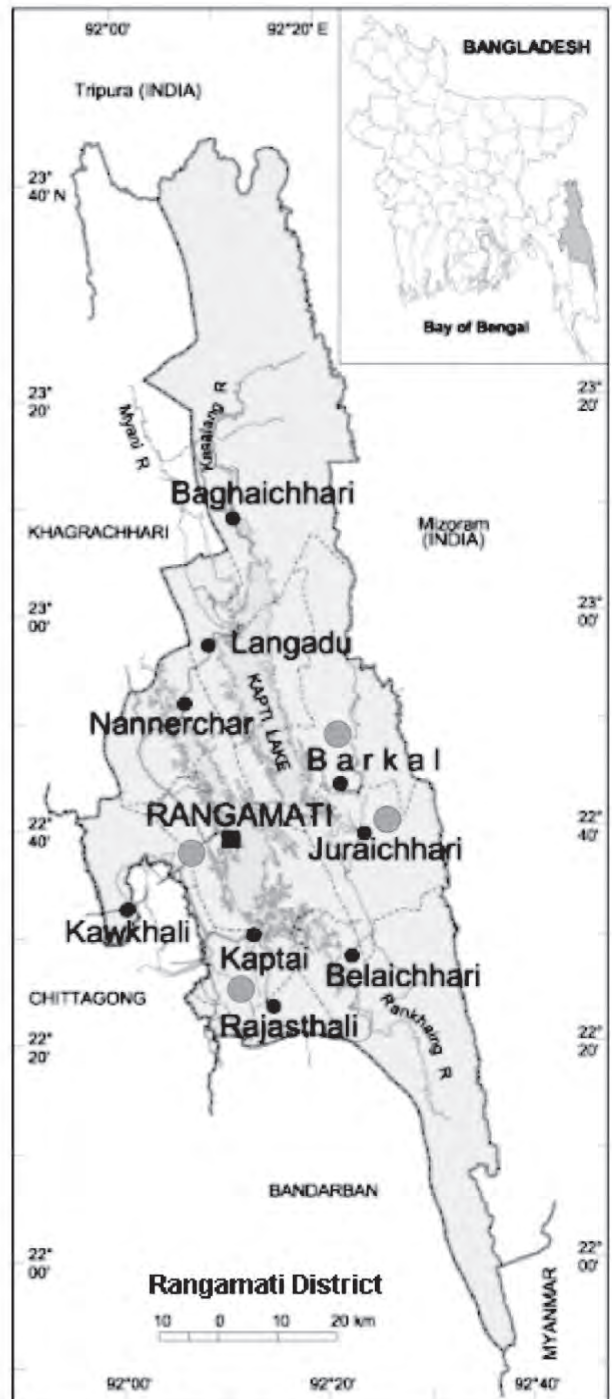 92°00'
92°20' E
BANGLADESH
Tripura (INDIA)
23°
40' N
Bay of Bengal
23°
20'
23°
20'
Myani R
Kasalang R
Baghaichhari
Mizoram
(INDIA)
KHAGRACHHARI
23°
00'
23°
00'
Langadu
KAPTI LAKE
Nannerchar
Barkal
RANGAMATI
22°
40'
22°
40'
Juraichhari
Kawkhali
Kaptai
Belaichhari
CHITTAGONG
Rankhaing R
Rajasthali
22°
20'
22°
20'
BANDARBAN
22°
00'
22°
00'
Rangamati District
10 0 10 20 km
MYANMAR
92°00'
92°20'
92°40'